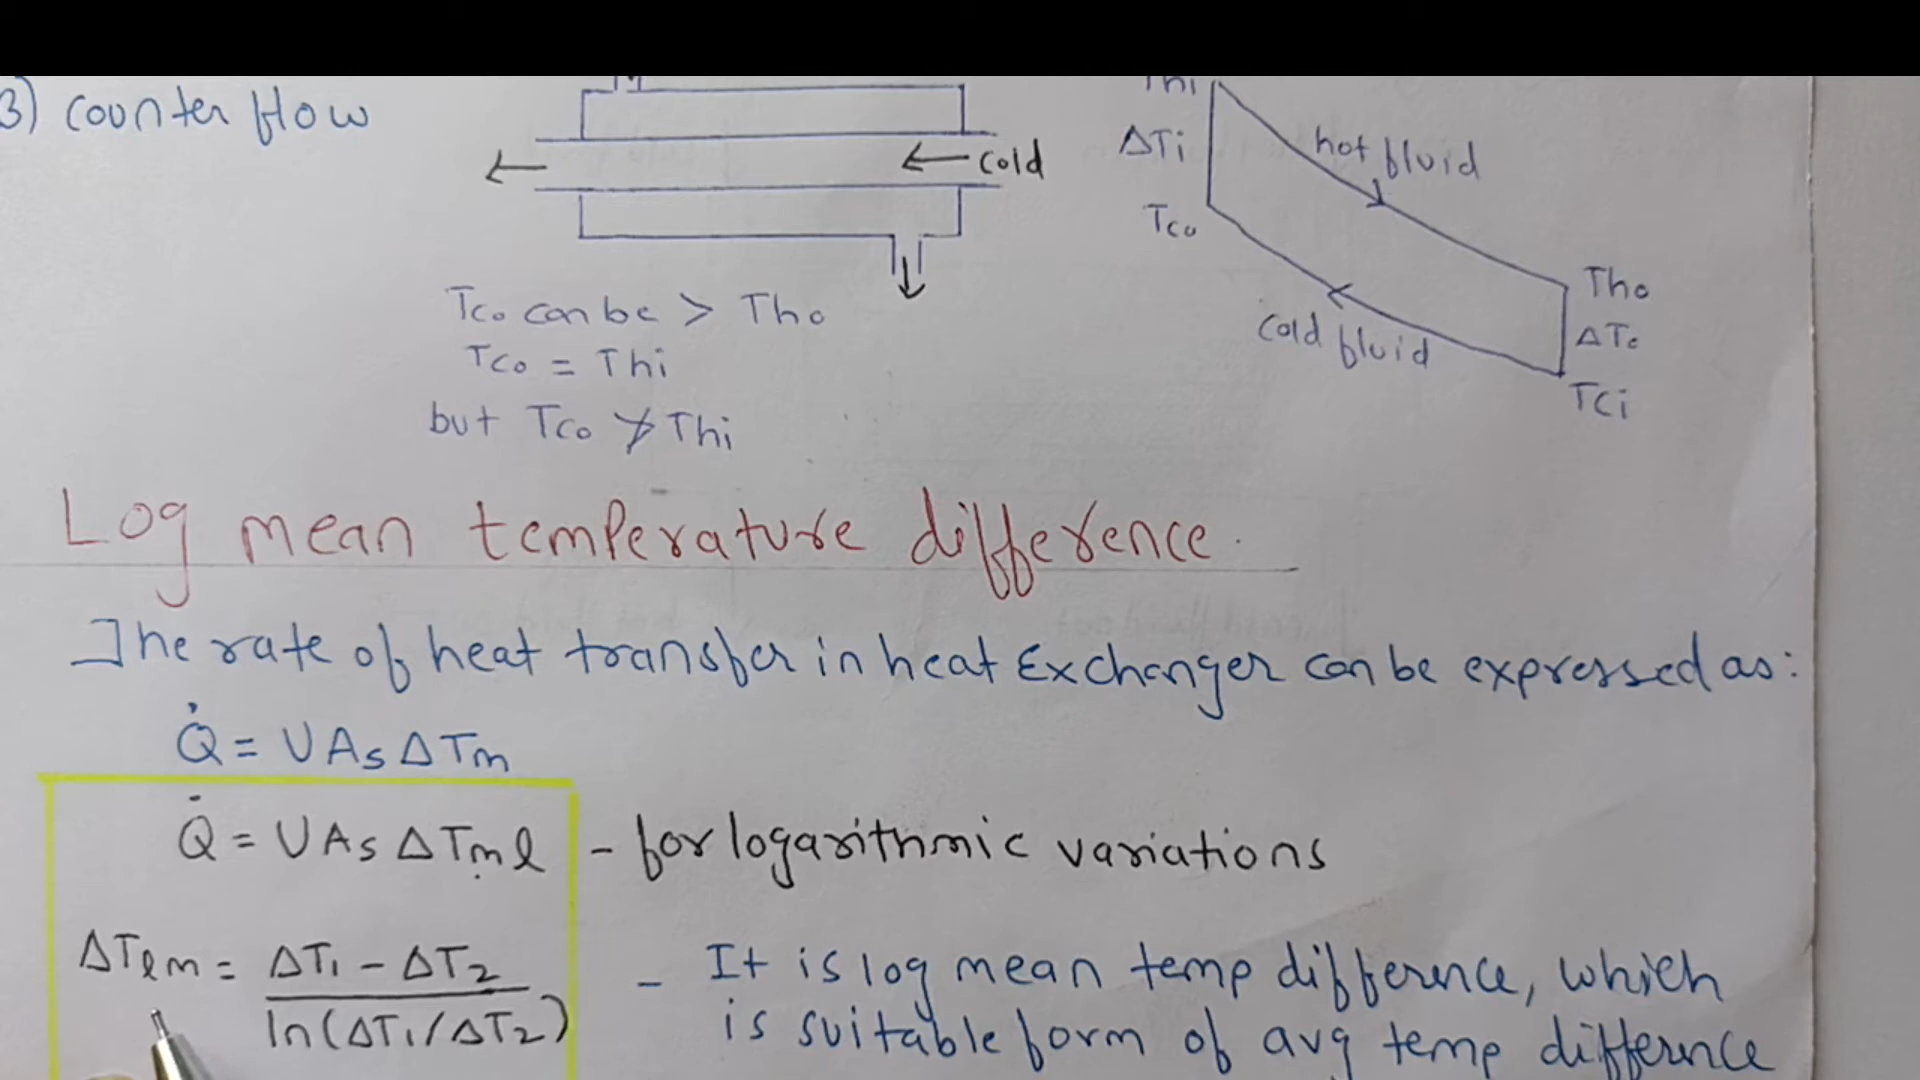 3) counter flow
Thi
ΔTi
Tco
hot fluid
cold
cold fluid
Tho
ΔTo
TCi
Tco can be > Tho
Tco = Thi
but Tco ≯ Thi
Log mean temperature difference.
The rate of heat transfer in heat Exchanger can be expressed as:
Q̇ = UAs ΔTm
Q̇ = UAs ΔTml - for logarithmic variations
ΔTlm = ΔT1 - ΔT2 / ln(ΔT1/ΔT2)
- It is log mean temp difference, which
is suitable form of avg temp difference